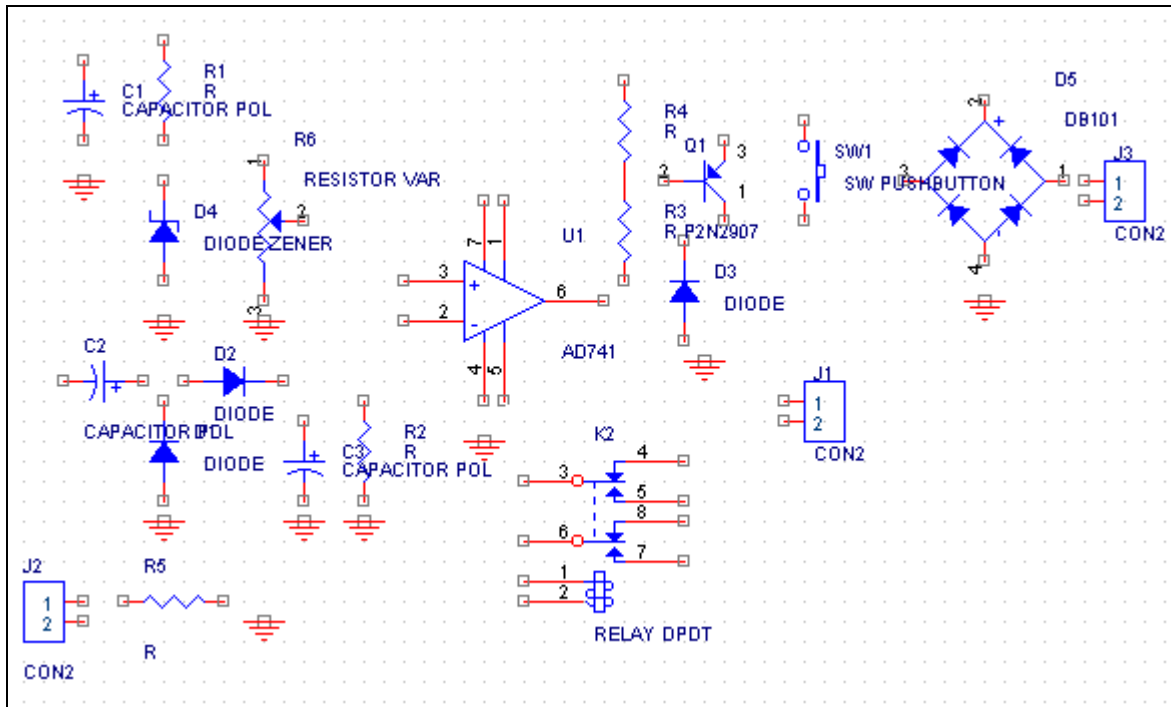 C1
CAPACITOR POL
R1
R
R6
1
RESISTOR VAR
2
3
D4
DIODE ZENER
R4
R
Q1
3
2
1
R3
R
P2N2907
SW1
SW PUSHBUTTON
D5
DB101
2
3
1
4
J3
1
2
CON2
U1
7
1
3
2
6
4
5
AD741
D3
DIODE
C2
CAPACITOR POL
D2
DIODE
DIODE
C3
CAPACITOR POL
R2
R
J1
1
2
CON2
K2
3
4
5
8
6
7
1
2
RELAY DPDT
J2
1
2
CON2
R5
R